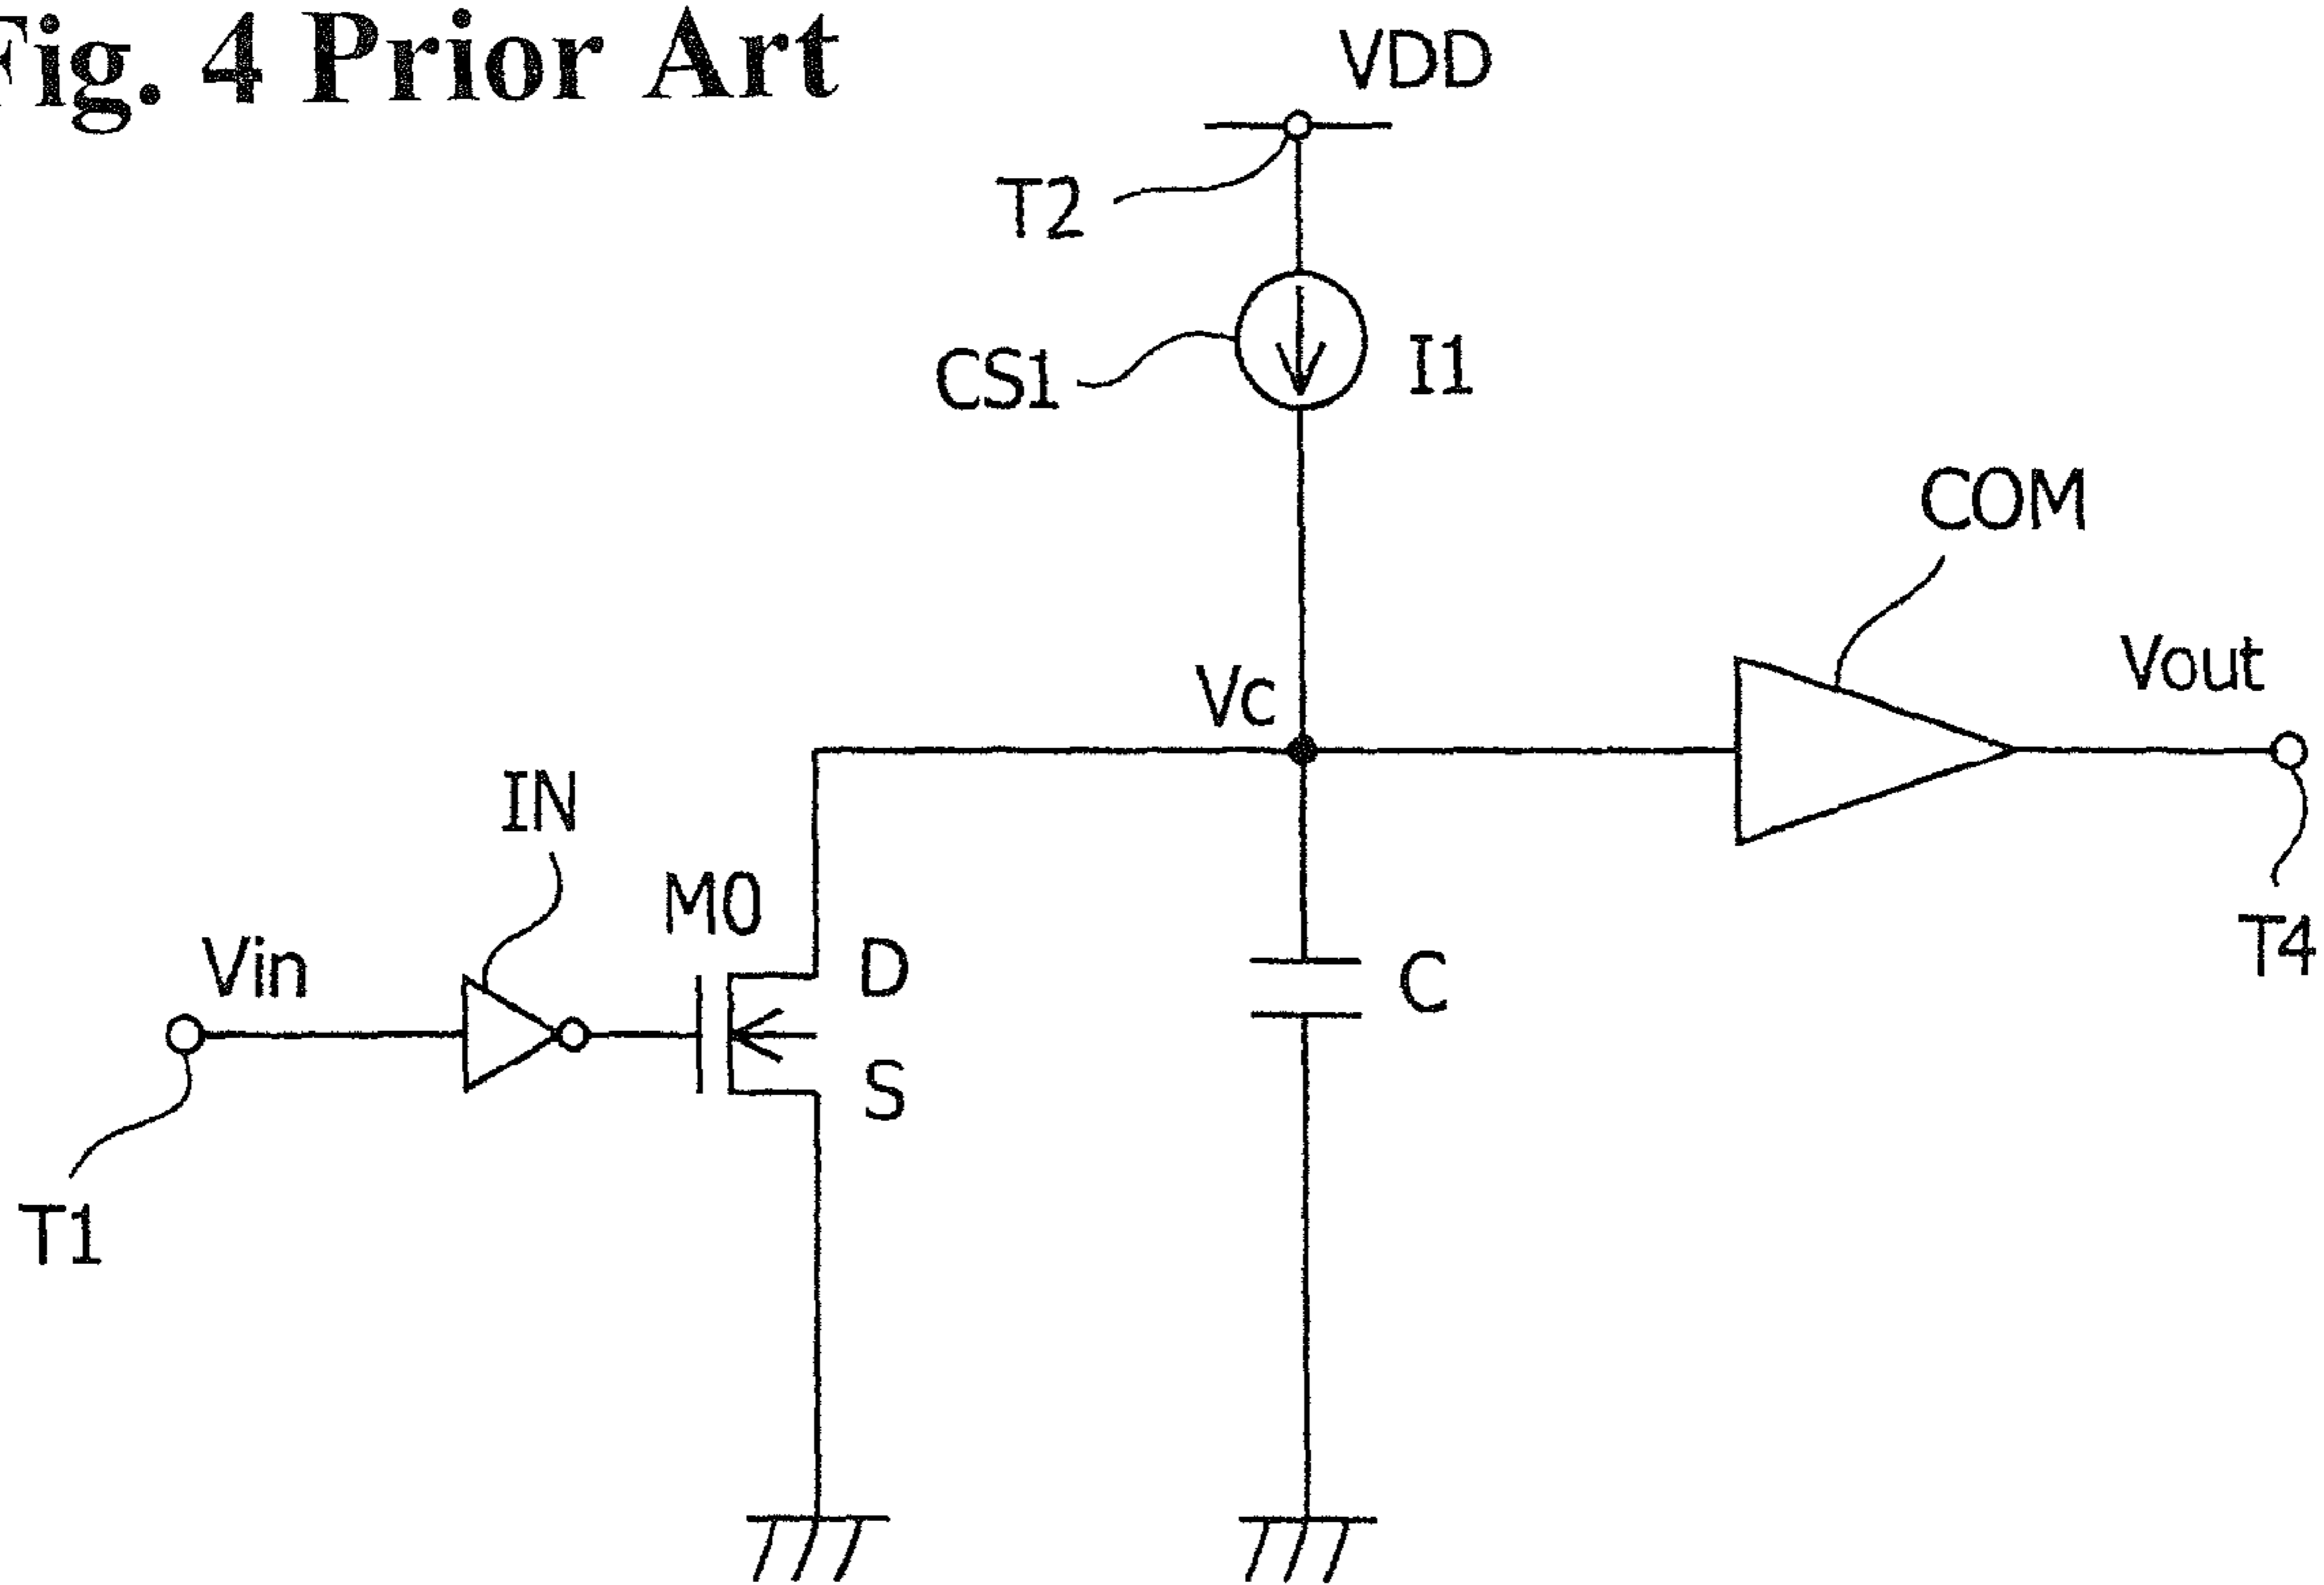 Fig. 4 Prior Art
VDD
T2
CS1
I1
COM
Vc
Vout
IN
M0
Vin
D
C
T4
S
T1